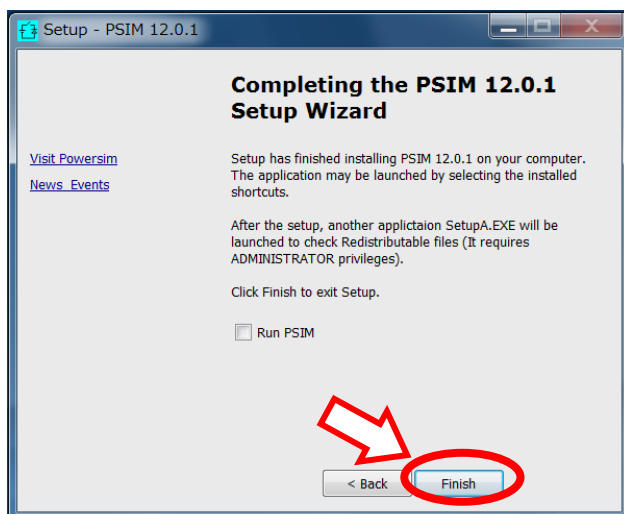 Setup - PSIM 12.0.1
Completing the PSIM 12.0.1
Setup Wizard
Visit Powersim
News Events
Setup has finished installing PSIM 12.0.1 on your computer.
The application may be launched by selecting the installed
shortcuts.
After the setup, another applictaion SetupA.EXE will be
launched to check Redistributable files (It requires
ADMINISTRATOR privileges).
Click Finish to exit Setup.
Run PSIM
< Back
Finish